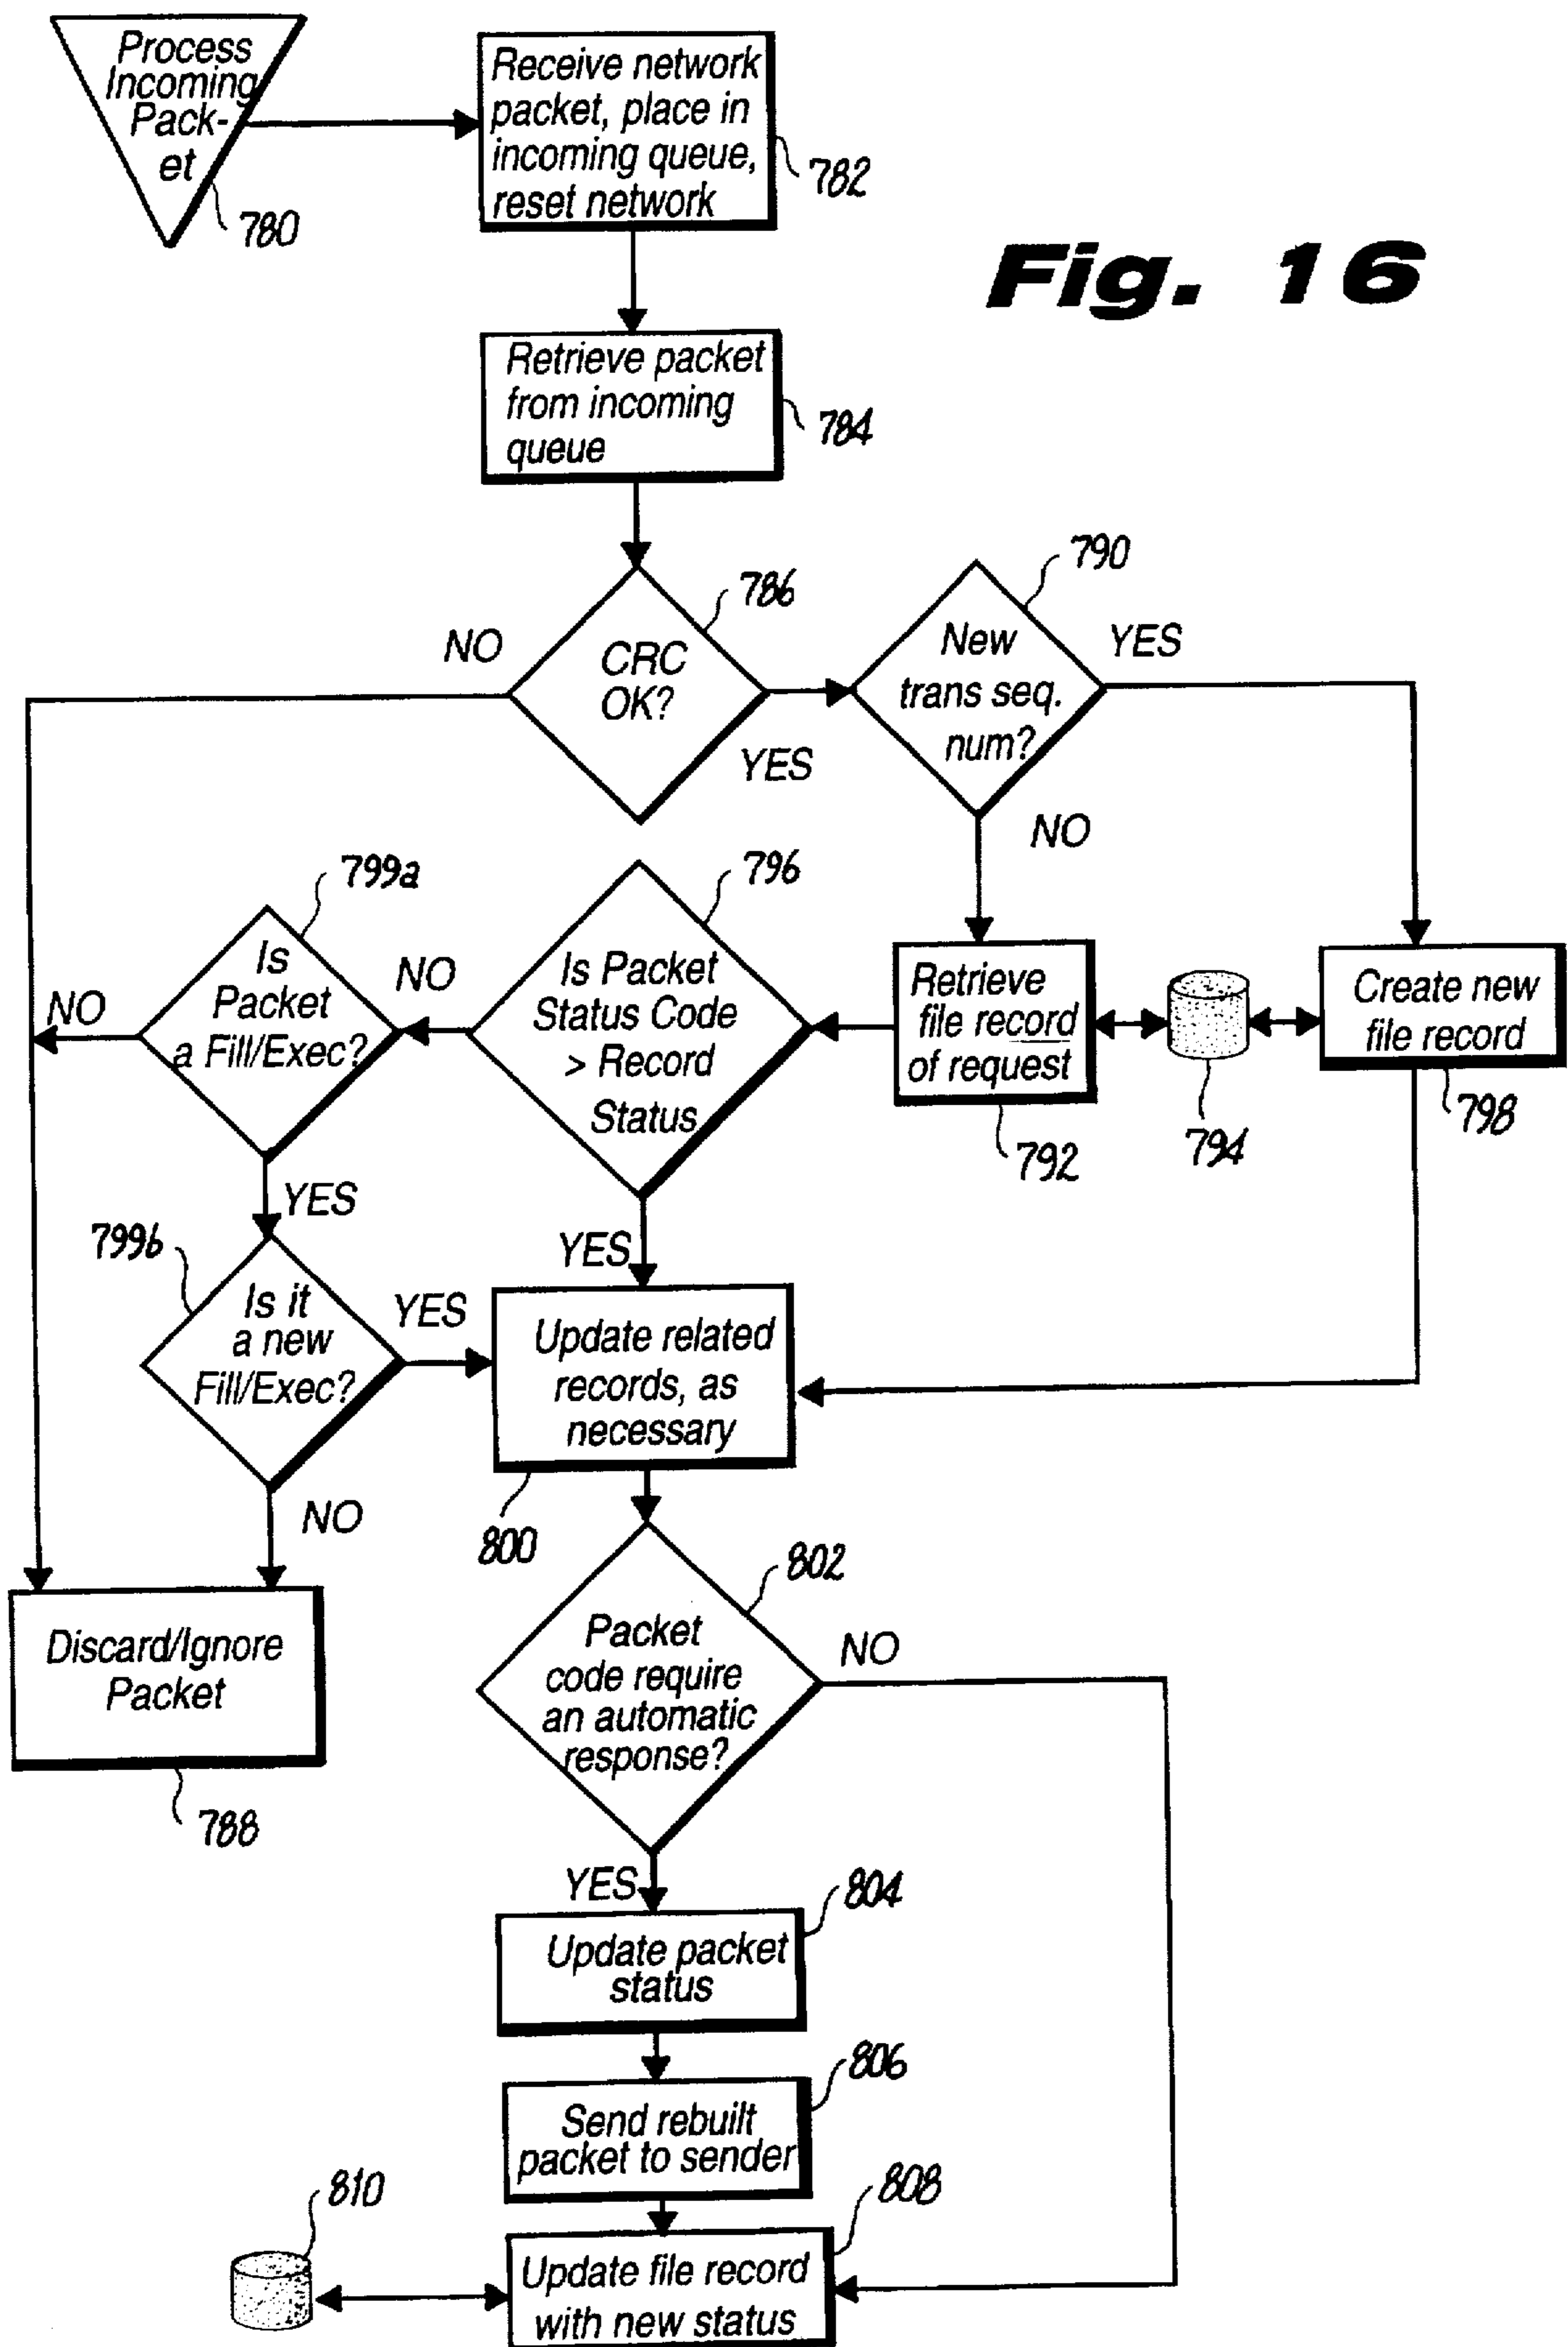 Process
Incoming
Pack-
et
780
Receive network
packet, place in
incoming queue,
reset network
782
Fig. 16
Retrieve packet
from incoming
queue
784
CRC
OK?
786
NO
YES
New
trans seq.
num?
790
YES
NO
Is
Packet
a Fill/Exec?
799a
NO
NO
YES
Is Packet
Status Code
> Record
Status
796
YES
Retrieve
file record
of request
792
794
Create new
file record
798
Is it
a new
Fill/Exec?
799b
YES
NO
Update related
records, as
necessary
800
Discard/Ignore
Packet
788
Packet
code require
an automatic
response?
802
NO
YES
Update packet
status
804
Send rebuilt
packet to sender
806
Update file record
with new status
808
810